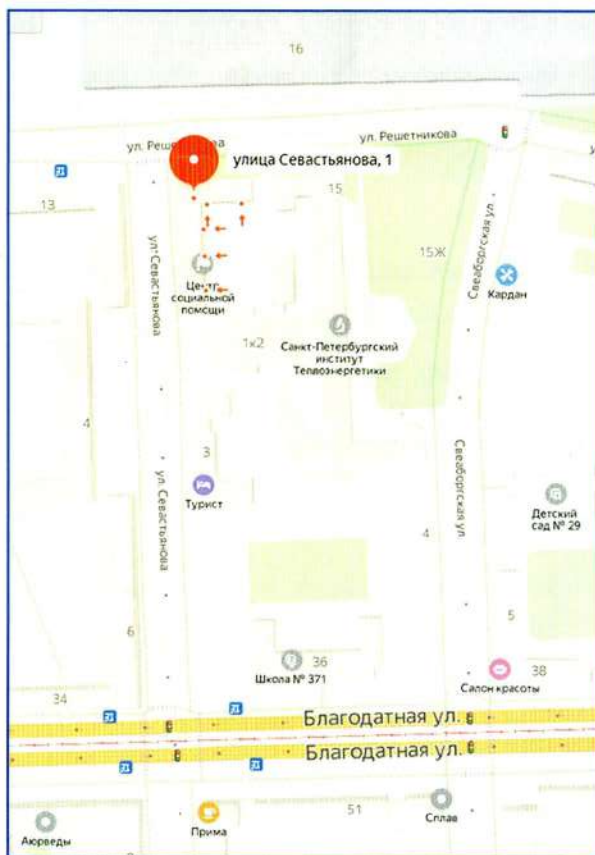 16
ул. Решетникова
ул. Решетникова
улица Севастьянова, 1
13
15
ул. Севастьянова
15Ж
Свеаборгская ул
Кардан
Центр
социальной
помощи
1к2
Санкт-Петербургский
институт
Теплоэнергетики
4
3
Турист
ул. Севастьянова
Свеаборгская ул
Детский
сад № 29
4
6
5
36
Школа № 371
38
Салон красоты
34
Благодатная ул.
Благодатная ул.
51
Аюрведы
Прима
Сплав